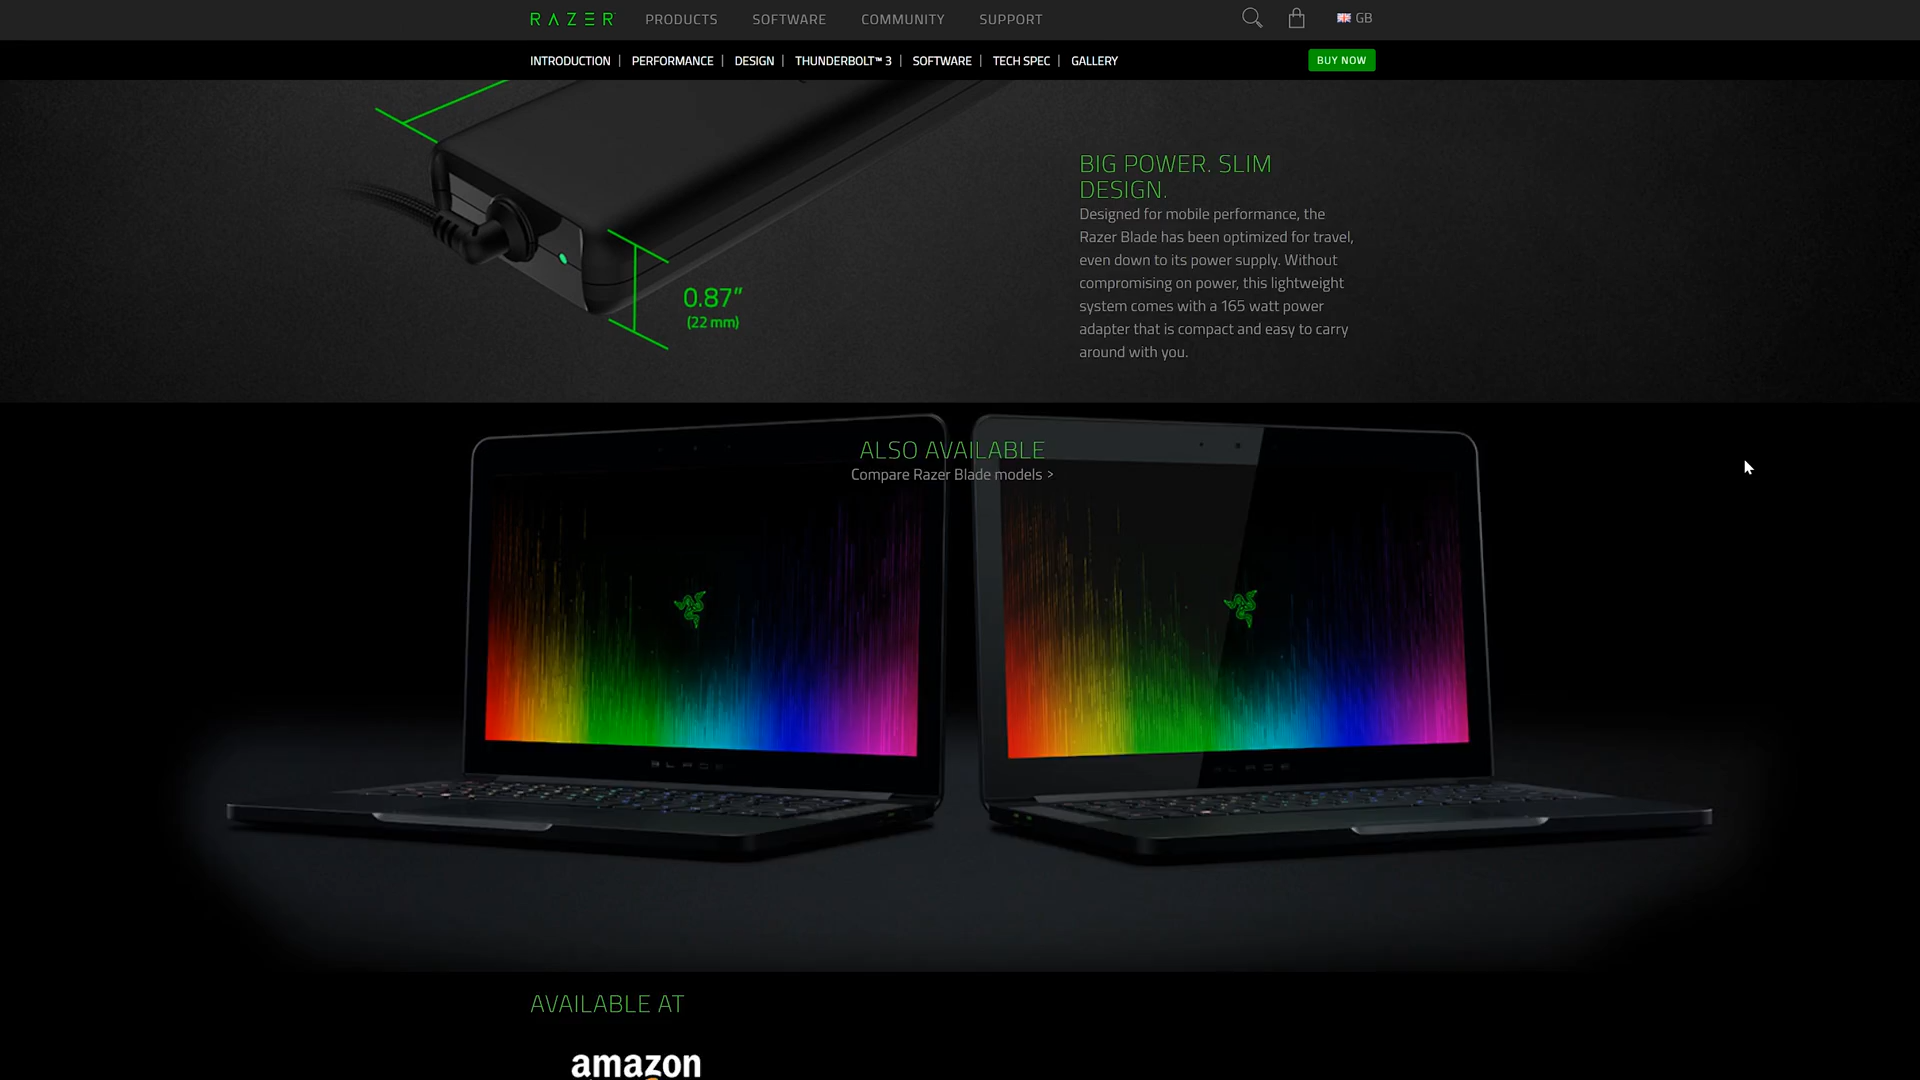 RAZER PRODUCTS SOFTWARE COMMUNITY SUPPORT GB
INTRODUCTION | PERFORMANCE | DESIGN | THUNDERBOLT™ 3 | SOFTWARE | TECH SPEC | GALLERY BUY NOW
BIG POWER. SLIM
DESIGN.
Designed for mobile performance, the
Razer Blade has been optimized for travel,
even down to its power supply. Without
compromising on power, this lightweight
system comes with a 165 watt power
adapter that is compact and easy to carry
around with you.
0.87”
(22 mm)
ALSO AVAILABLE
Compare Razer Blade models >
BLADE BLADE
AVAILABLE AT
amazon